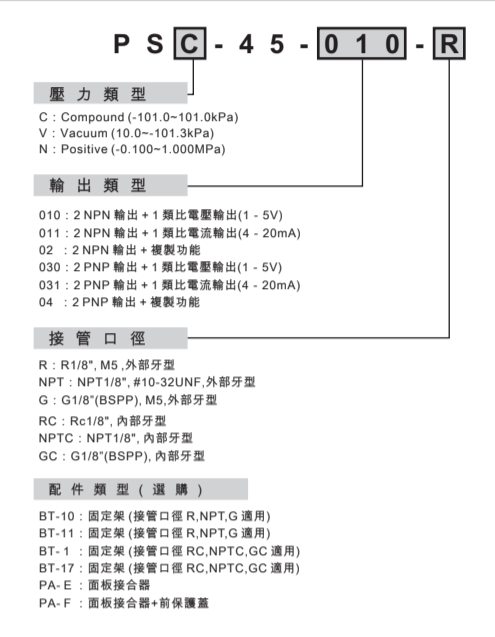 PSC-45-010-R
壓力類型
C : Compound (-101.0~101.0kPa)
V : Vacuum (10.0~-101.3kPa)
N : Positive (-0.100~1.000MPa)
輸出類型
010 : 2 NPN 輸出 + 1 類比電壓輸出(1 - 5V)
011 : 2 NPN 輸出 + 1 類比電流輸出(4 - 20mA)
02 : 2 NPN 輸出 + 複製功能
030 : 2 PNP 輸出 + 1 類比電壓輸出(1 - 5V)
031 : 2 PNP 輸出 + 1 類比電流輸出(4 - 20mA)
04 : 2 PNP 輸出 + 複製功能
接管口徑
R : R1/8", M5 ,外部牙型
NPT : NPT1/8", #10-32UNF,外部牙型
G : G1/8"(BSPP), M5,外部牙型
RC : Rc1/8", 內部牙型
NPTC : NPT1/8", 內部牙型
GC : G1/8"(BSPP), 內部牙型
配件類型(選購)
BT-10 : 固定架 (接管口徑 R,NPT,G 適用)
BT-11 : 固定架 (接管口徑 R,NPT,G 適用)
BT- 1 : 固定架 (接管口徑 RC,NPTC,GC 適用)
BT-17 : 固定架 (接管口徑 RC,NPTC,GC 適用)
PA- E : 面板接合器
PA- F : 面板接合器+前保護蓋